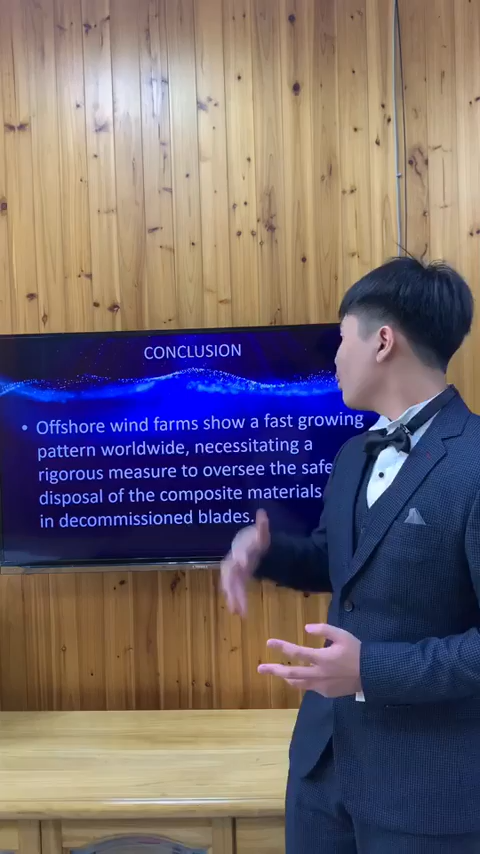 CONCLUSION
• Offshore wind farms show a fast growing
pattern worldwide, necessitating a
rigorous measure to oversee the safe
disposal of the composite materials
in decommissioned blades.